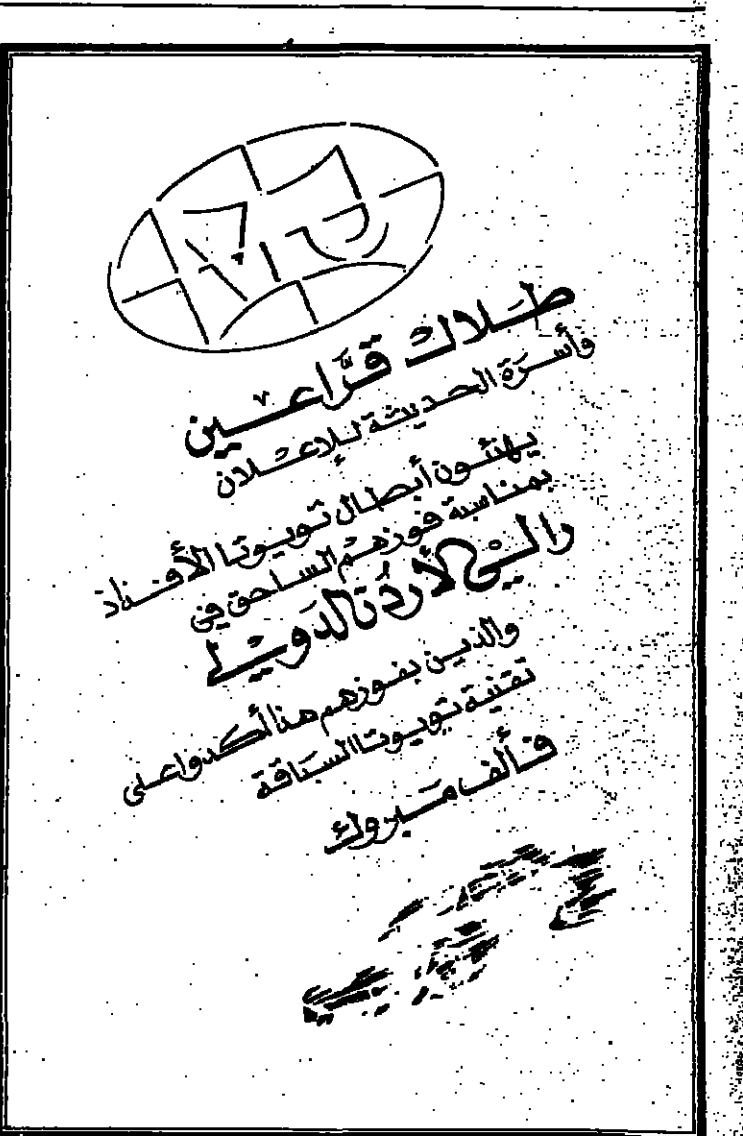 طلال قراعين
وأسرة الحديثة للإعلان
يهنئون أبطال تويوتا الأفذاذ
بمناسبة فوزهم الساحق في
رالي الأردن الدولي
والذين بفوزهم هذا أكدوا على
تقنية تويوتا السباقة
فألف مبروك